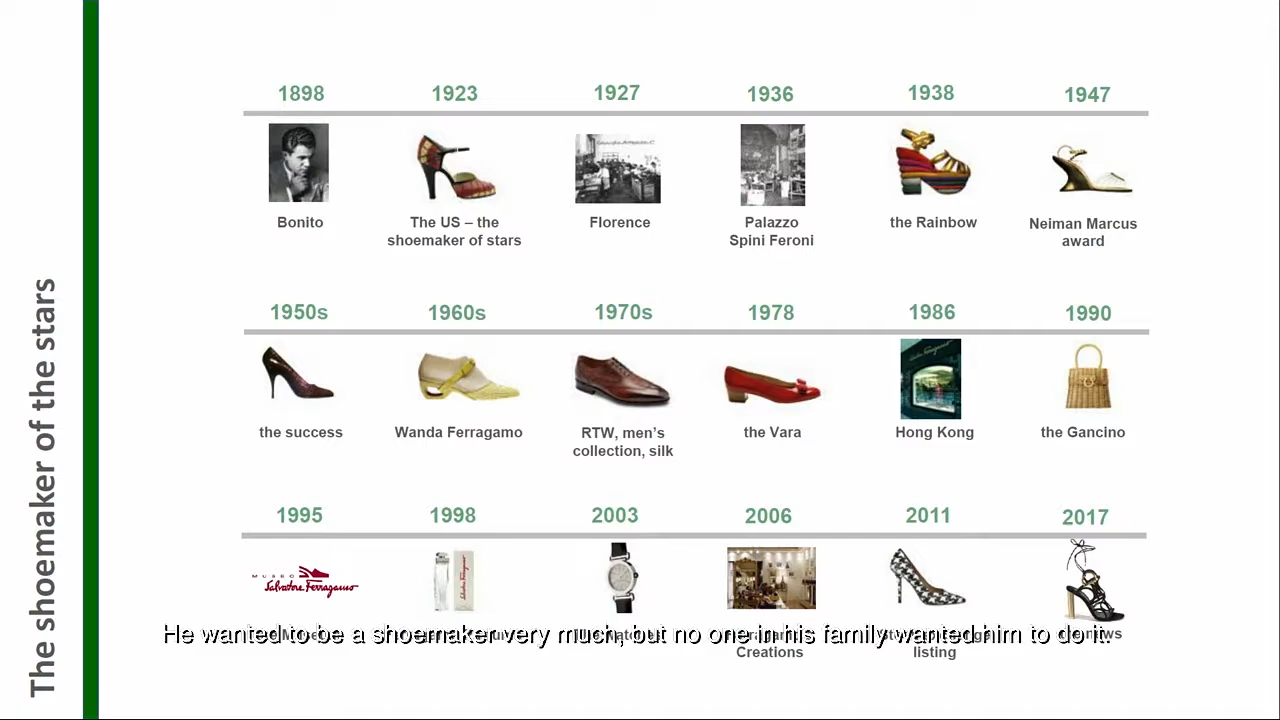 The shoemaker of the stars
1898 1923 1927 1936 1938 1947
Bonito
The US – the
shoemaker of stars
Florence
Palazzo
Spini Feroni
the Rainbow
Neiman Marcus
award
1950s 1960s 1970s 1978 1986 1990
the success
Wanda Ferragamo
RTW, men's
collection, silk
the Vara
Hong Kong
the Gancino
1995 1998 2003 2006 2011 2017
MUSEO
Salvatore Ferragamo
Creations
listing
He wanted to be a shoemaker very much, but no one in his family wanted him to do it.